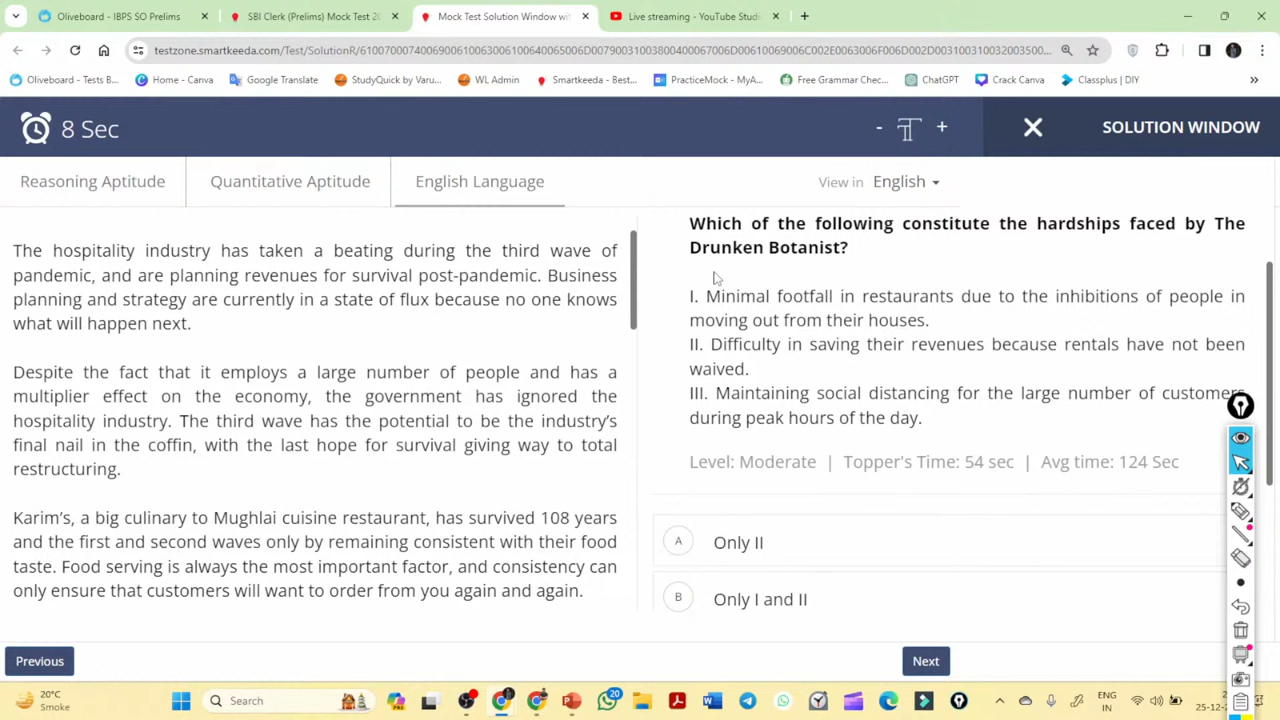 Oliveboard - IBPS SO Prelims
SBI Clerk (Prelims) Mock Test 20
Mock Test Solution Window with
Live streaming - YouTube Studi
Oliveboard - Tests B...
Home - Canva
Google Translate
StudyQuick by Varu...
WL Admin
Smartkeeda - Best...
PracticeMock - MyA...
Free Grammar Chec...
ChatGPT
Crack Canva
Classplus | DIY
8 Sec
- T +
SOLUTION WINDOW
Reasoning Aptitude
Quantitative Aptitude
English Language
View in English
The hospitality industry has taken a beating during the third wave of
pandemic, and are planning revenues for survival post-pandemic. Business
planning and strategy are currently in a state of flux because no one knows
what will happen next.
Despite the fact that it employs a large number of people and has a
multiplier effect on the economy, the government has ignored the
hospitality industry. The third wave has the potential to be the industry's
final nail in the coffin, with the last hope for survival giving way to total
restructuring.
Karim's, a big culinary to Mughlai cuisine restaurant, has survived 108 years
and the first and second waves only by remaining consistent with their food
taste. Food serving is always the most important factor, and consistency can
only ensure that customers will want to order from you again and again.
Which of the following constitute the hardships faced by The
Drunken Botanist?
I. Minimal footfall in restaurants due to the inhibitions of people in
moving out from their houses.
II. Difficulty in saving their revenues because rentals have not been
waived.
III. Maintaining social distancing for the large number of customers
during peak hours of the day.
Level: Moderate | Topper's Time: 54 sec | Avg time: 124 Sec
A Only II
B Only I and II
Previous
Next
20°C
Smoke
Search
20
ENG
IN
25-12-2